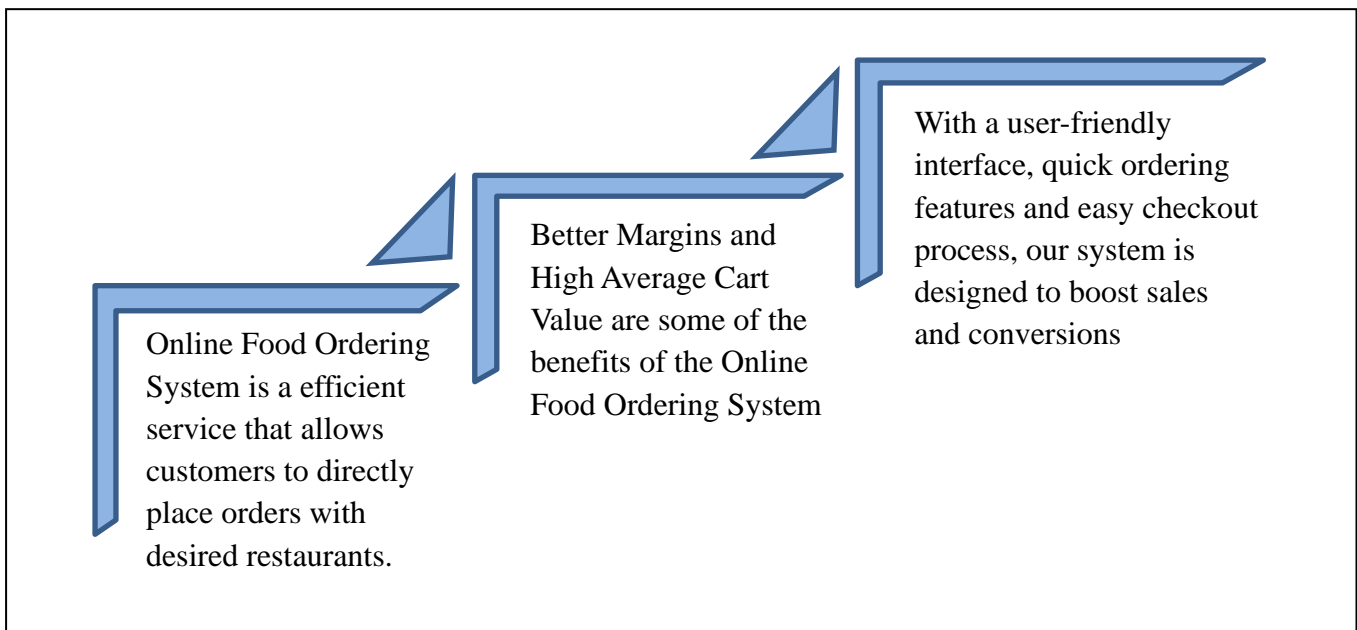 Online Food Ordering
System is a efficient
service that allows
customers to directly
place orders with
desired restaurants.
Better Margins and
High Average Cart
Value are some of the
benefits of the Online
Food Ordering System
With a user-friendly
interface, quick ordering
features and easy checkout
process, our system is
designed to boost sales
and conversions